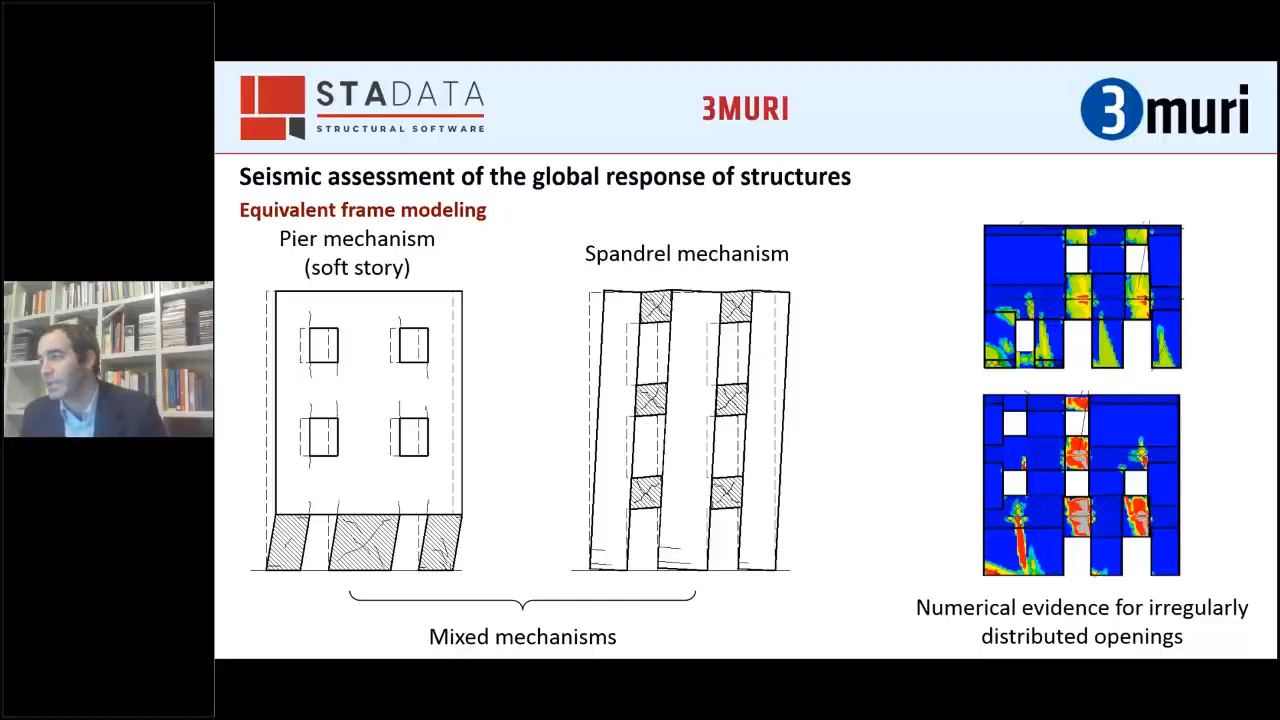 STADATA
STRUCTURAL SOFTWARE
3MURI
3muri
Seismic assessment of the global response of structures
Equivalent frame modeling
Pier mechanism
(soft story)
Spandrel mechanism
Mixed mechanisms
Numerical evidence for irregularly
distributed openings